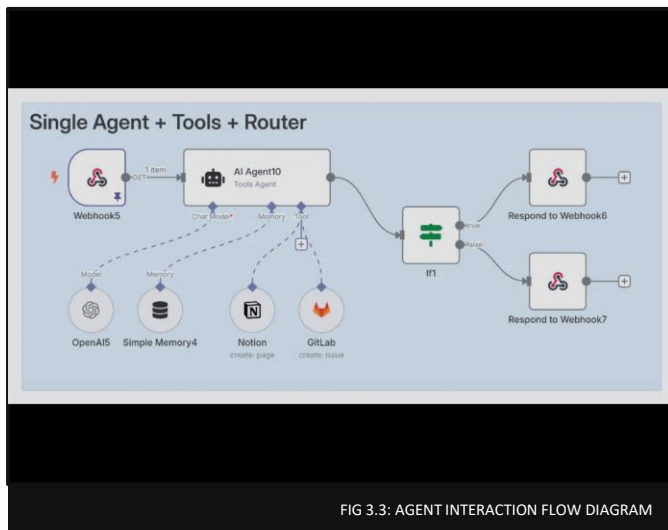 Single Agent + Tools + Router
1 item
GET
AI Agent10
Tools Agent
Webhook5
Chat Model*
Memory
Tool
Model
Memory
OpenAI5
Simple Memory4
Notion
create: page
GitLab
create: issue
If1
true
false
Respond to Webhook6
Respond to Webhook7
FIG 3.3: AGENT INTERACTION FLOW DIAGRAM